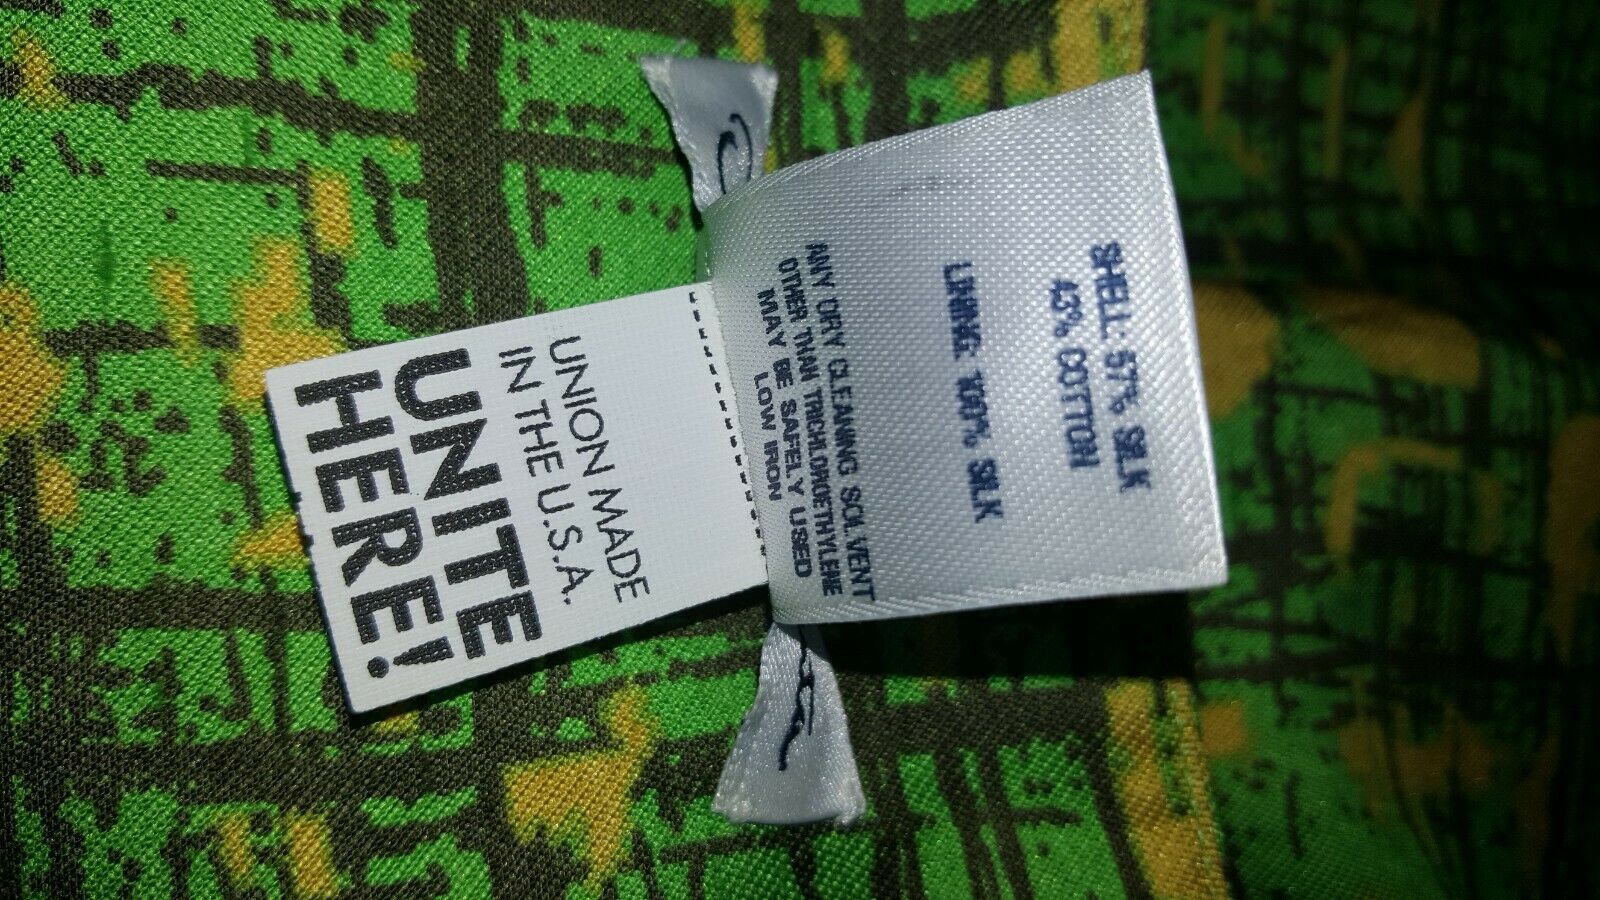 SHELL: 57% SILK
43% COTTON
LINING: 100% SILK
ANY DRY CLEANING SOLVENT
OTHER THAN TRICHLOROETHYLENE
MAY BE SAFELY USED
LOW IRON
UNION MADE
IN THE U.S.A.
UNITE
HERE!